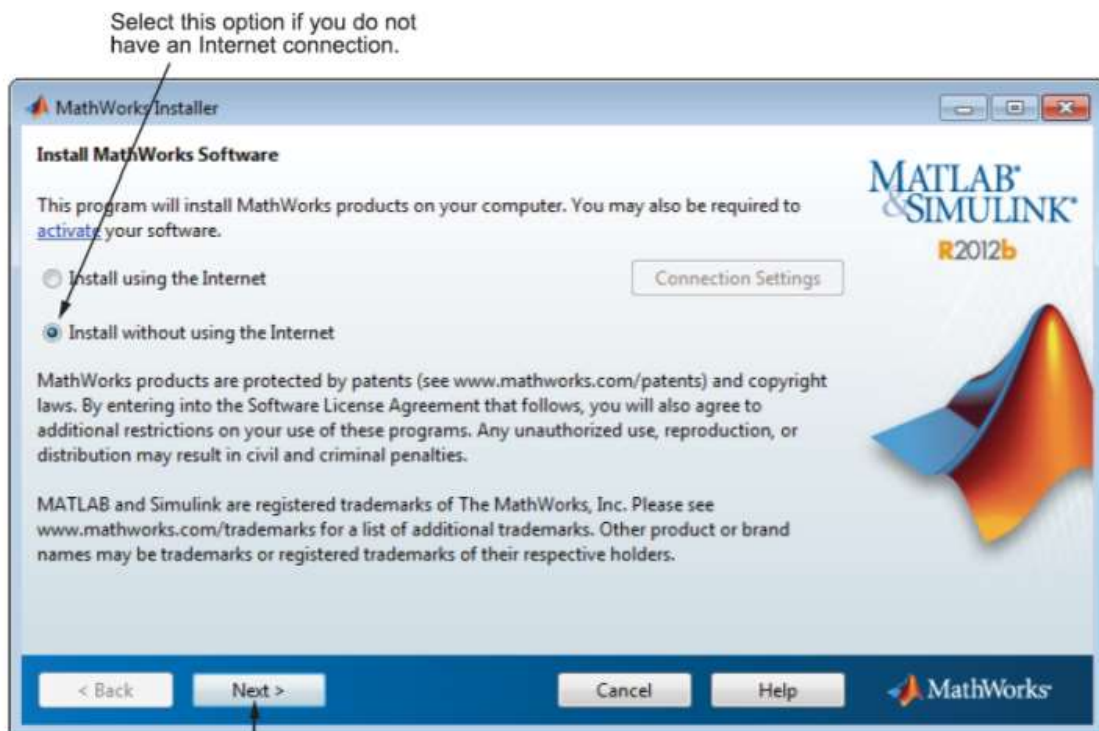 Select this option if you do not
have an Internet connection.
MathWorks Installer
Install MathWorks Software
This program will install MathWorks products on your computer. You may also be required to
activate your software.
Install using the Internet
Connection Settings
Install without using the Internet
MathWorks products are protected by patents (see www.mathworks.com/patents) and copyright
laws. By entering into the Software License Agreement that follows, you will also agree to
additional restrictions on your use of these programs. Any unauthorized use, reproduction, or
distribution may result in civil and criminal penalties.
MATLAB and Simulink are registered trademarks of The MathWorks, Inc. Please see
www.mathworks.com/trademarks for a list of additional trademarks. Other product or brand
names may be trademarks or registered trademarks of their respective holders.
MATLAB®
&SIMULINK®
R2012b
< Back
Next >
Cancel
Help
MathWorks®